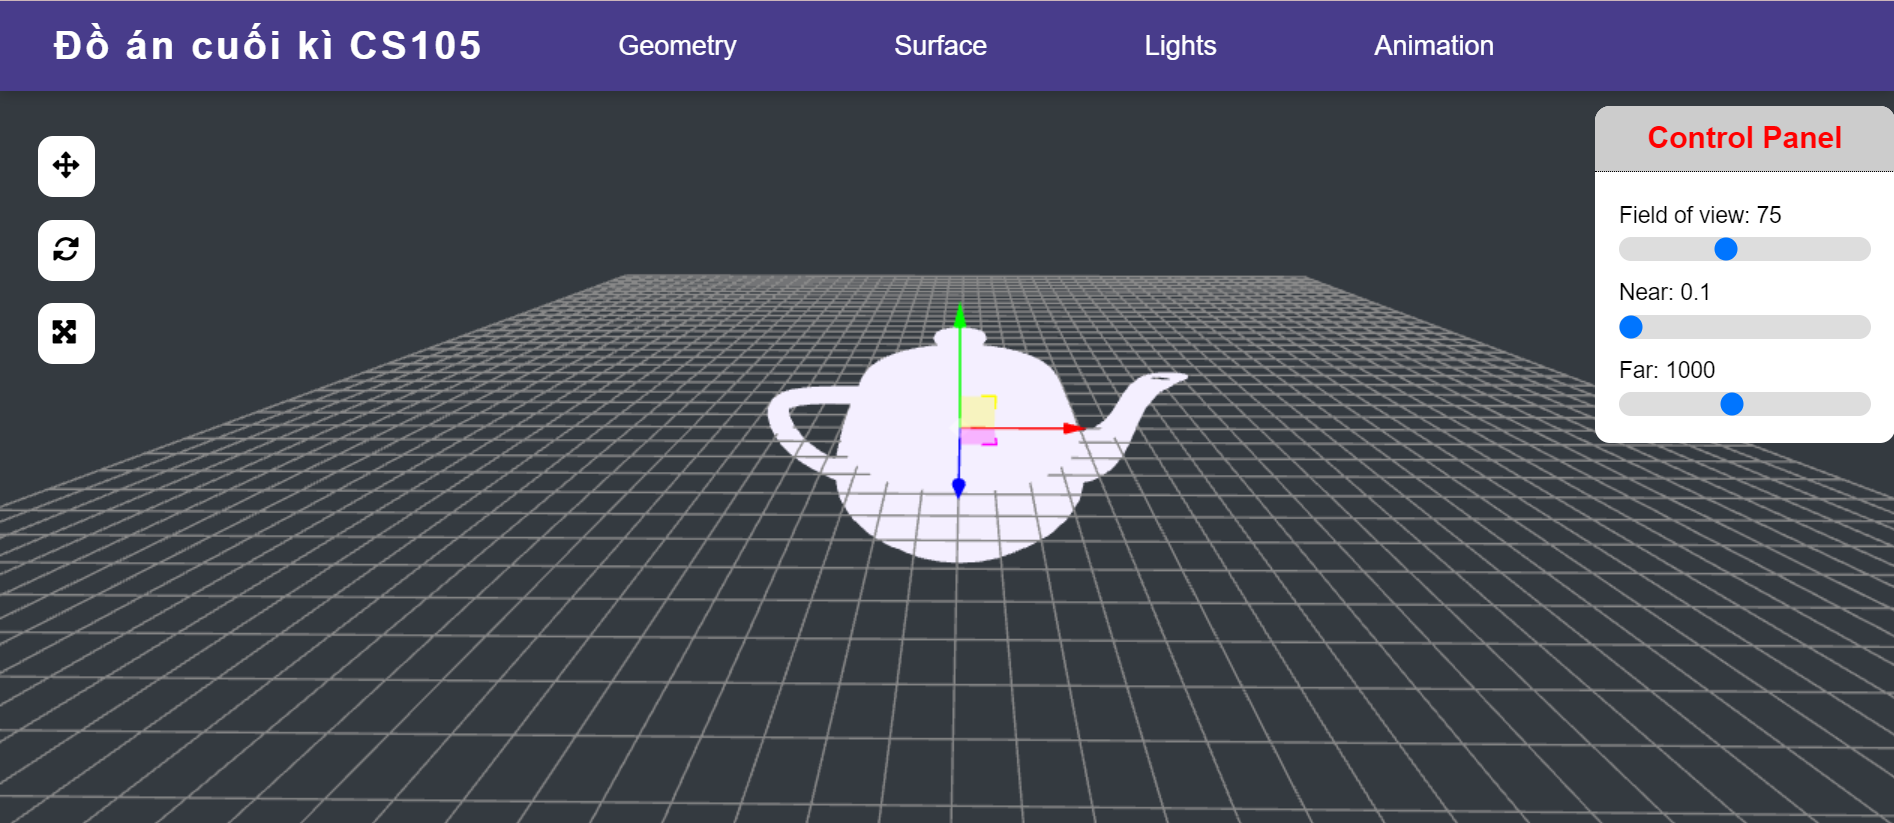 Đồ án cuối kì CS105
Geometry
Surface
Lights
Animation
Control Panel
Field of view: 75
Near: 0.1
Far: 1000